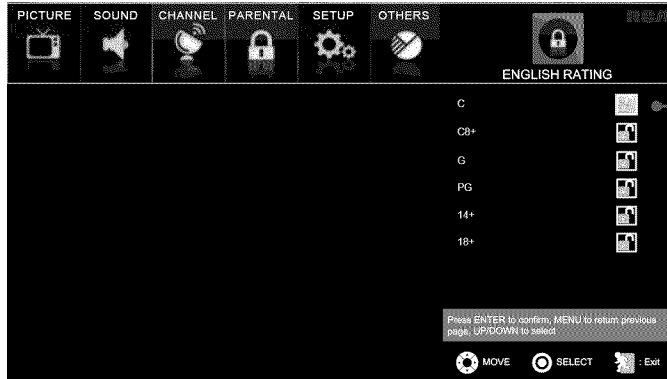 PICTURE SOUND CHANNEL PARENTAL SETUP OTHERS
RCA
ENGLISH RATING
C
C8+
G
PG
14+
18+
Press ENTER to confirm, MENU to return previous
page, UP/DOWN to select
MOVE SELECT : Exit